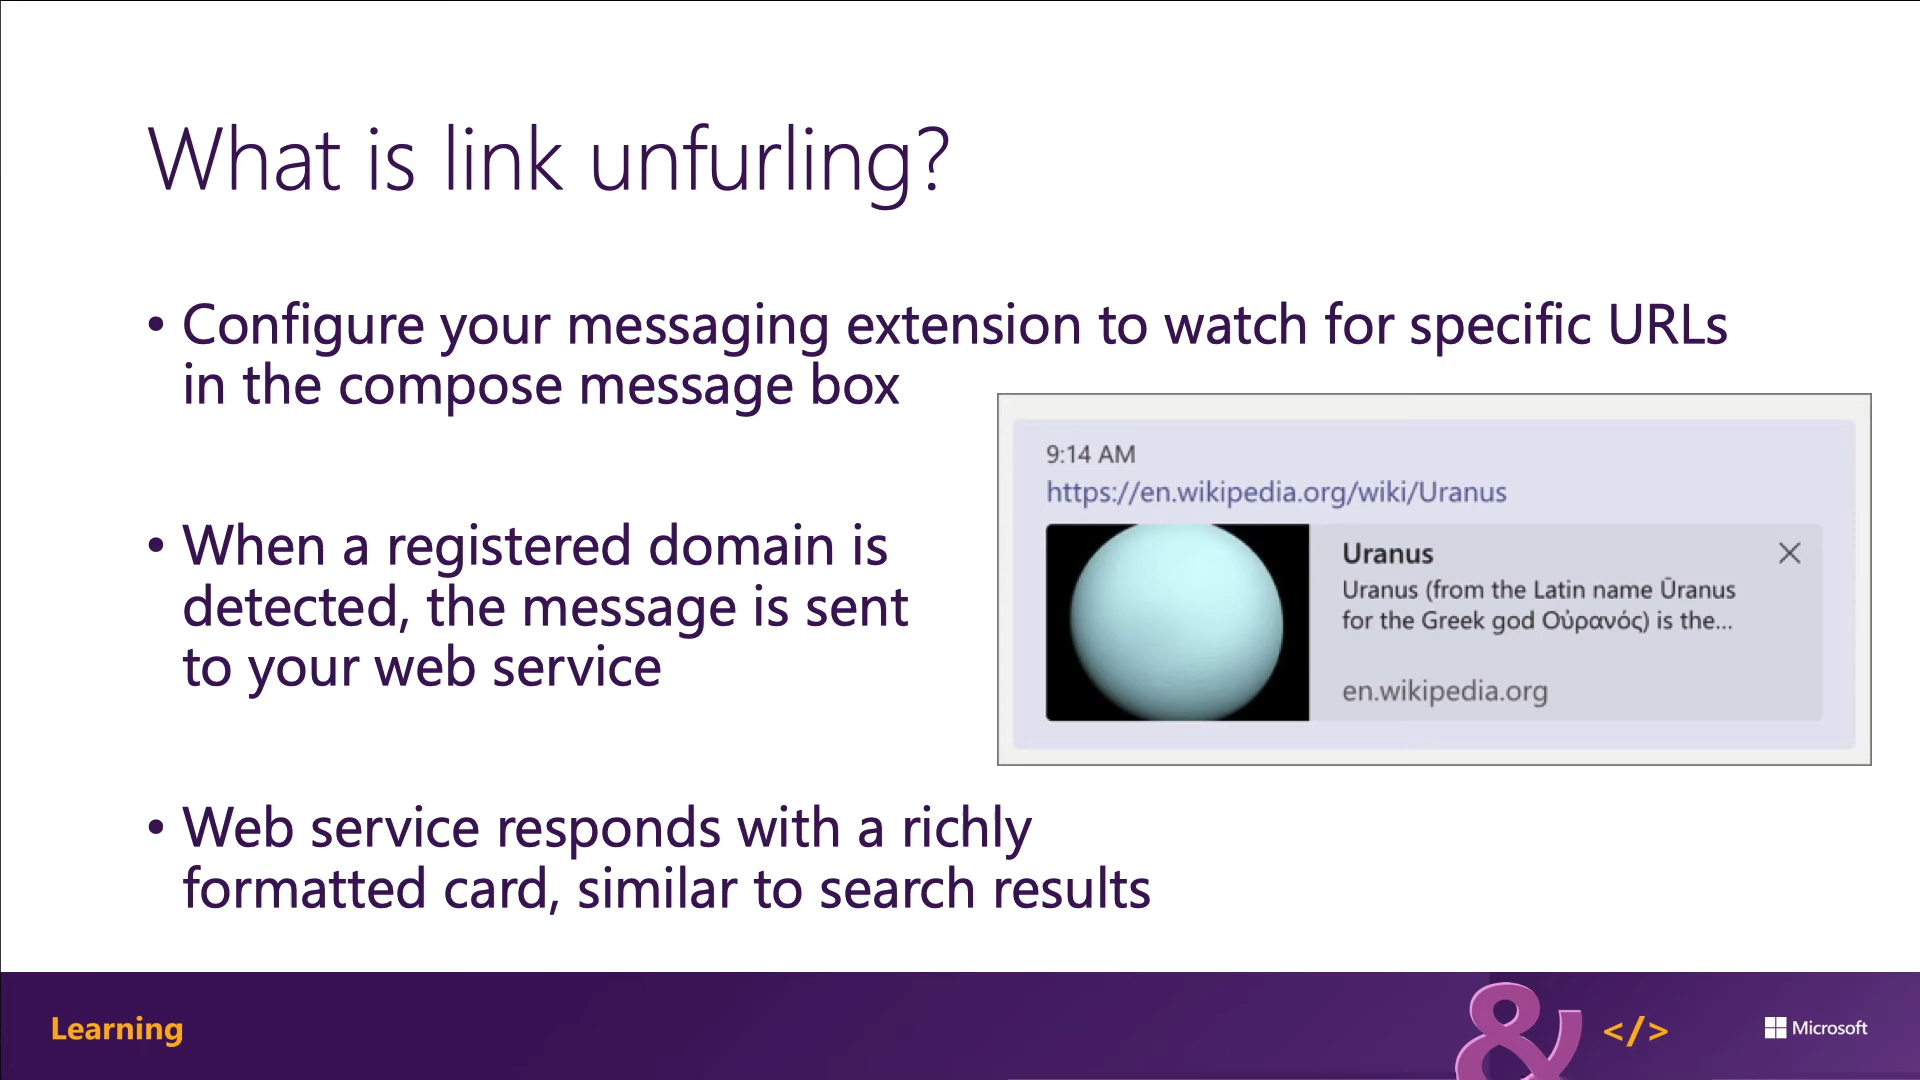 What is link unfurling?
• Configure your messaging extension to watch for specific URLs
in the compose message box
• When a registered domain is
detected, the message is sent
to your web service
9:14 AM
https://en.wikipedia.org/wiki/Uranus
Uranus
Uranus (from the Latin name Ūranus
for the Greek god Οὐρανός) is the...
en.wikipedia.org
• Web service responds with a richly
formatted card, similar to search results
Learning
& </>
Microsoft